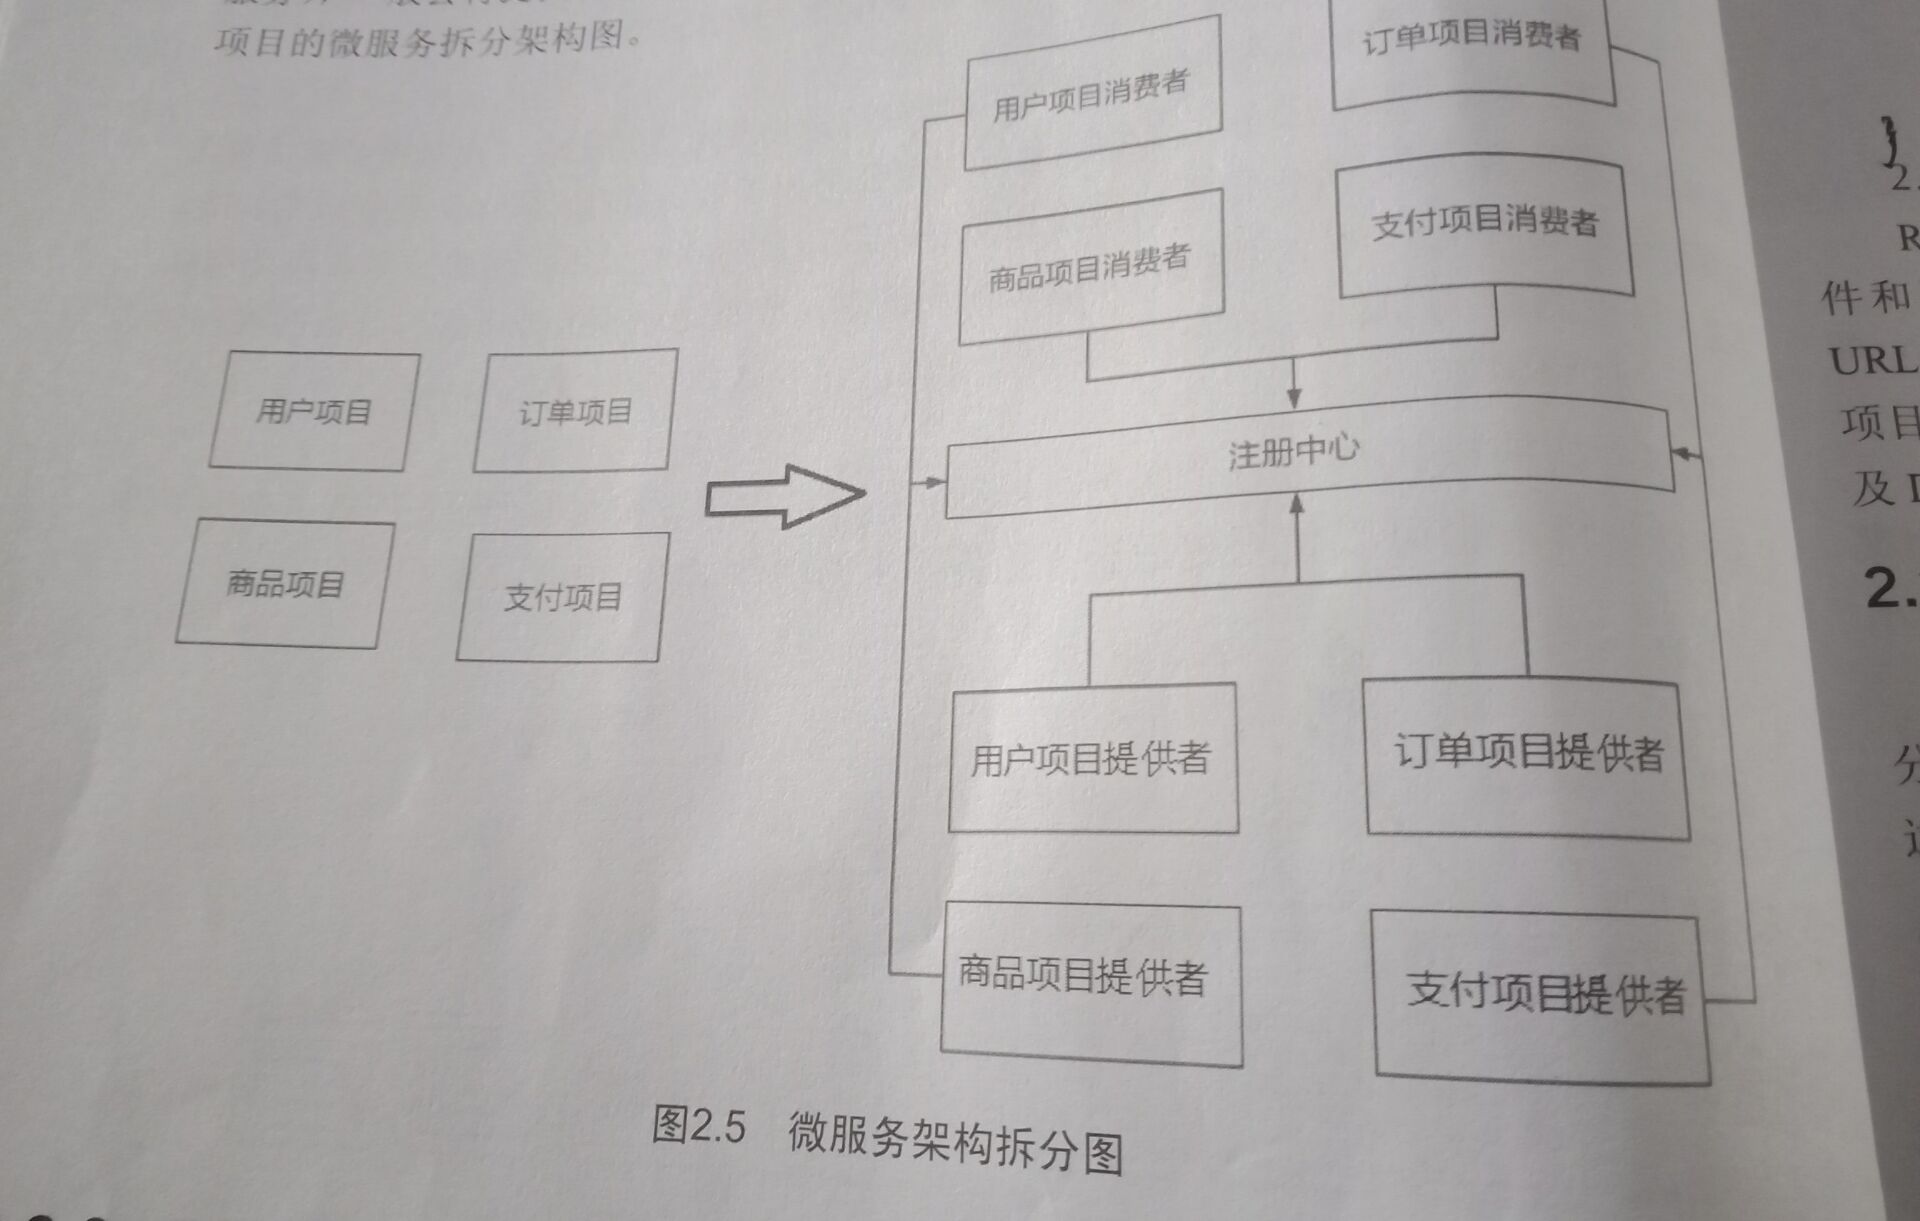 项目的微服务拆分架构图。
用户项目
订单项目
商品项目
支付项目
用户项目消费者
订单项目消费者
商品项目消费者
支付项目消费者
注册中心
用户项目提供者
订单项目提供者
商品项目提供者
支付项目提供者
图2.5 微服务架构拆分图
}
2.
R
件和
URL
项目
及
2.